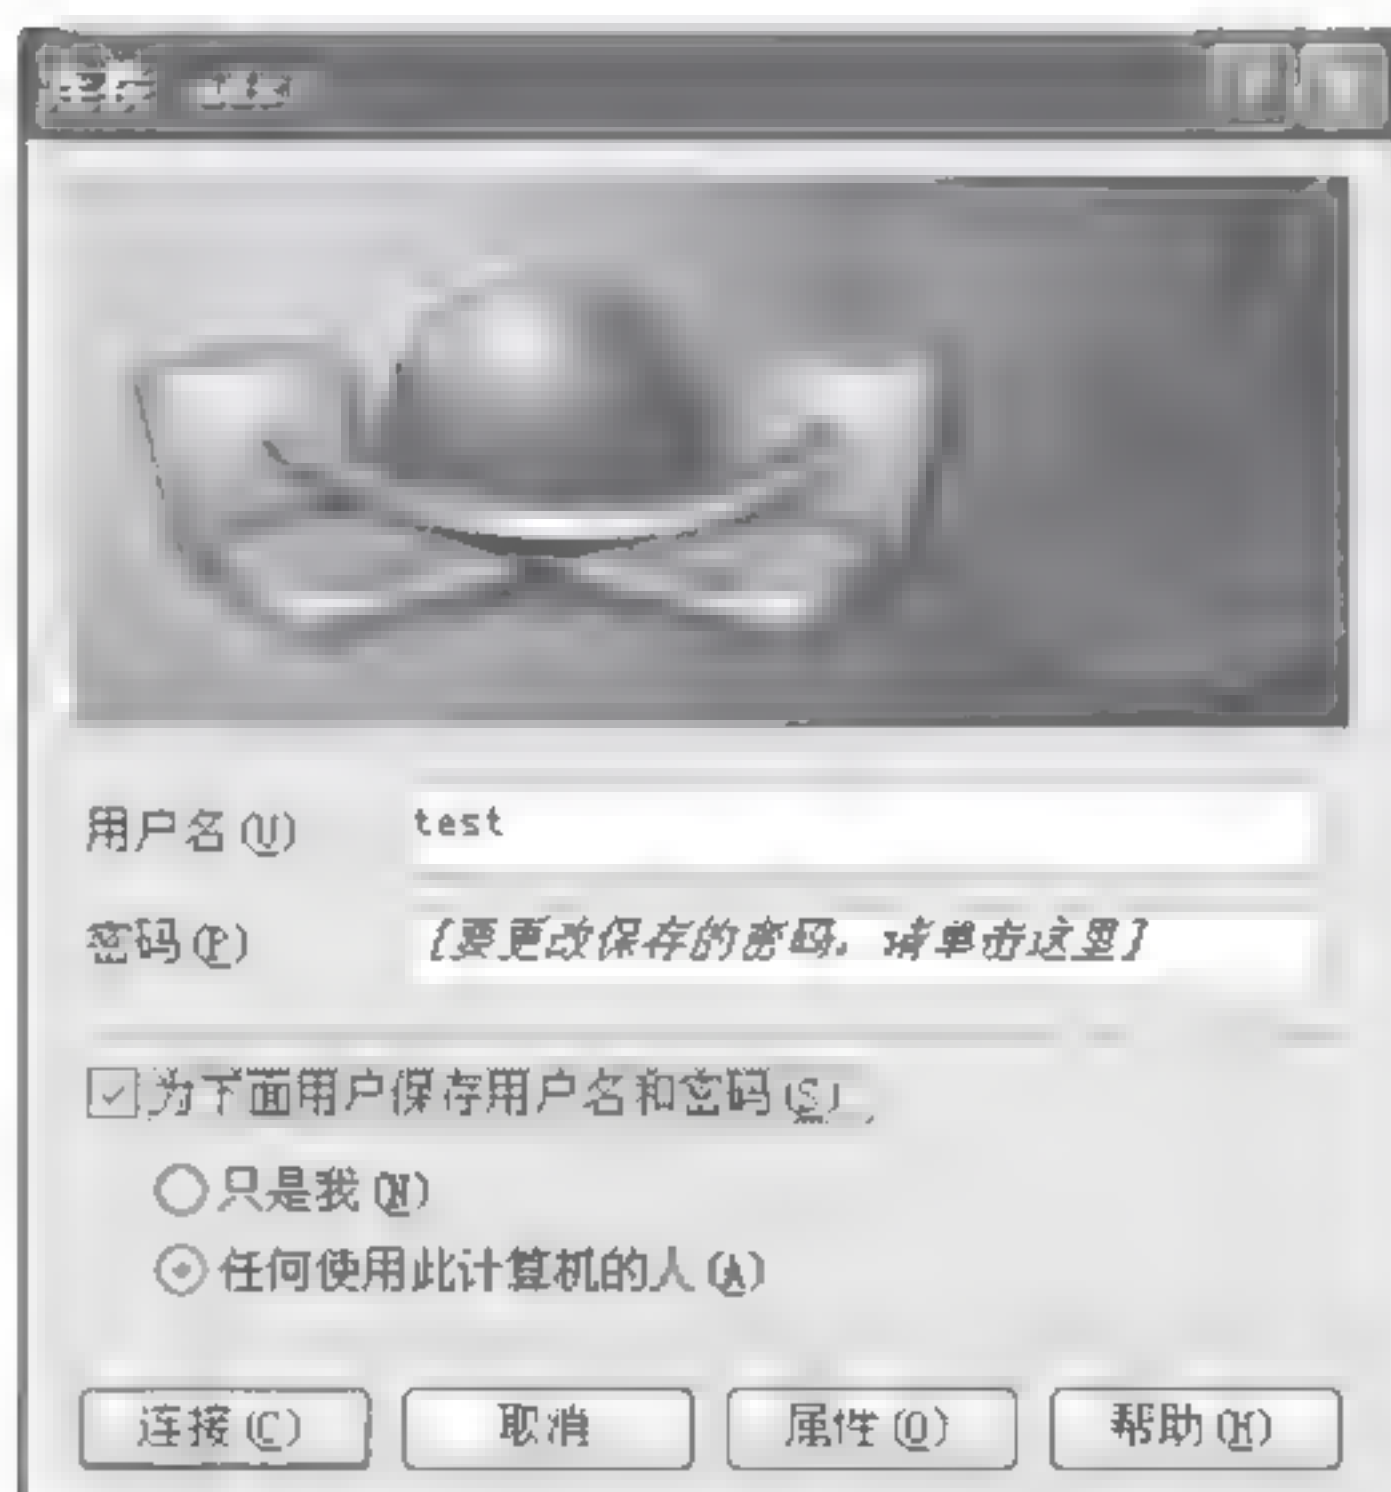 连接
用户名(U)
test
密码(P)
[要更改保存的密码，请单击这里]
为下面用户保存用户名和密码(S)
只是我(N)
任何使用此计算机的人(A)
连接(C)
取消
属性(O)
帮助(H)